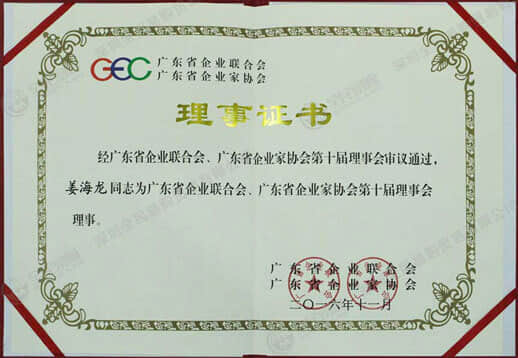 GEC
广东省企业联合会
广东省企业家协会
理事证书
经广东省企业联合会、广东省企业家协会第十届理事会审议通过,
姜海龙同志为广东省企业联合会、广东省企业家协会第十届理事会
理事。
广东省企业联合会
广东省企业家协会
二〇一六年十一月